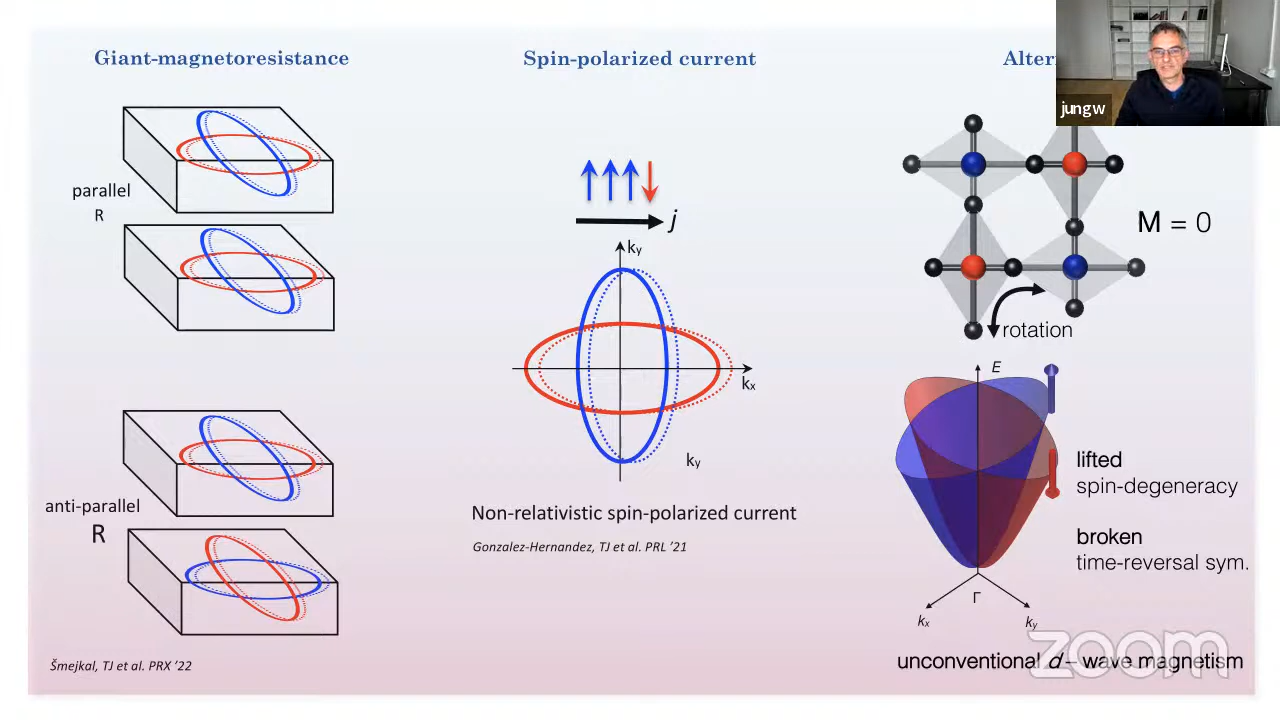 Giant-magnetoresistance
parallel
R
anti-parallel
R
Šmejkal, TJ et al. PRX ’22
Spin-polarized current
j
ky
kx
ky
Non-relativistic spin-polarized current
Gonzalez-Hernandez, TJ et al. PRL ’21
Alter
jungw
M = 0
rotation
E
lifted
spin-degeneracy
broken
time-reversal sym.
Γ
kx
ky
unconventional d – wave magnetism
zoom